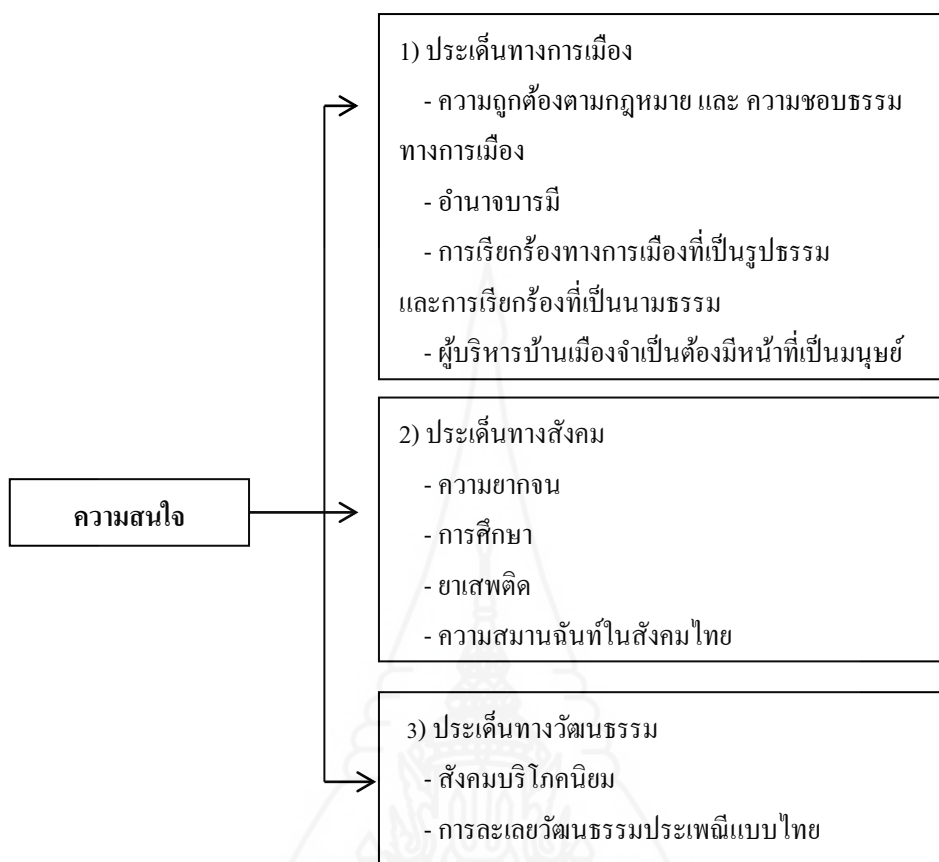 1) ประเด็นทางการเมือง
- ความถูกต้องตามกฎหมาย และ ความชอบธรรม
ทางการเมือง
- อำนาจบารมี
- การเรียกร้องทางการเมืองที่เป็นรูปธรรม
และการเรียกร้องที่เป็นนามธรรม
- ผู้บริหารบ้านเมืองจำเป็นต้องมีหน้าที่เป็นมนุษย์
ความสนใจ
2) ประเด็นทางสังคม
- ความยากจน
- การศึกษา
- ยาเสพติด
- ความสมานฉันท์ในสังคมไทย
3) ประเด็นทางวัฒนธรรม
- สังคมบริโภคนิยม
- การละเลยวัฒนธรรมประเพณีแบบไทย